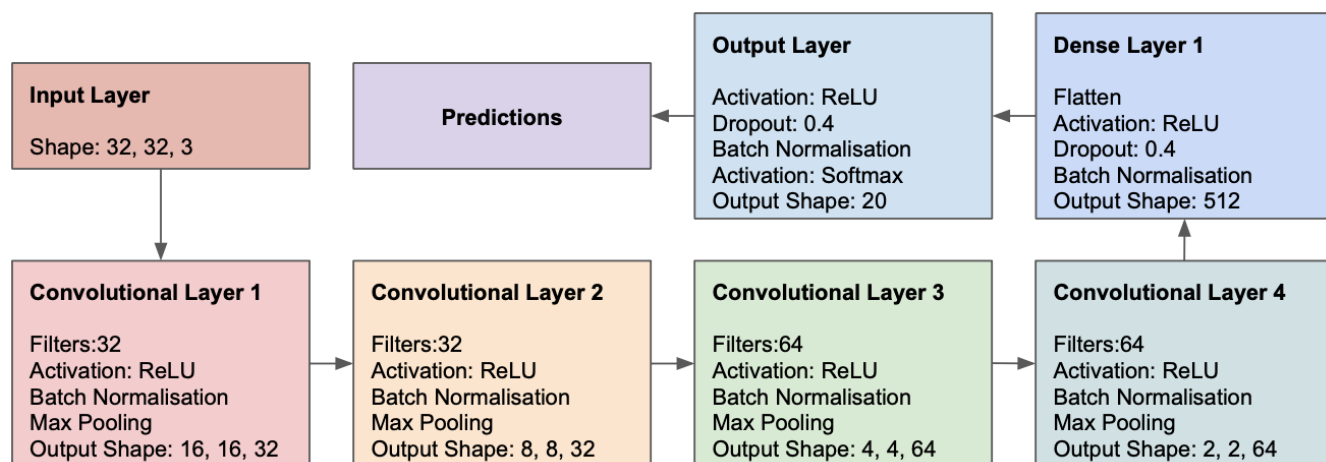 Input Layer
Shape: 32, 32, 3
Convolutional Layer 1
Filters:32
Activation: ReLU
Batch Normalisation
Max Pooling
Output Shape: 16, 16, 32
Convolutional Layer 2
Filters:32
Activation: ReLU
Batch Normalisation
Max Pooling
Output Shape: 8, 8, 32
Convolutional Layer 3
Filters:64
Activation: ReLU
Batch Normalisation
Max Pooling
Output Shape: 4, 4, 64
Convolutional Layer 4
Filters:64
Activation: ReLU
Batch Normalisation
Max Pooling
Output Shape: 2, 2, 64
Dense Layer 1
Flatten
Activation: ReLU
Dropout: 0.4
Batch Normalisation
Output Shape: 512
Output Layer
Activation: ReLU
Dropout: 0.4
Batch Normalisation
Activation: Softmax
Output Shape: 20
Predictions